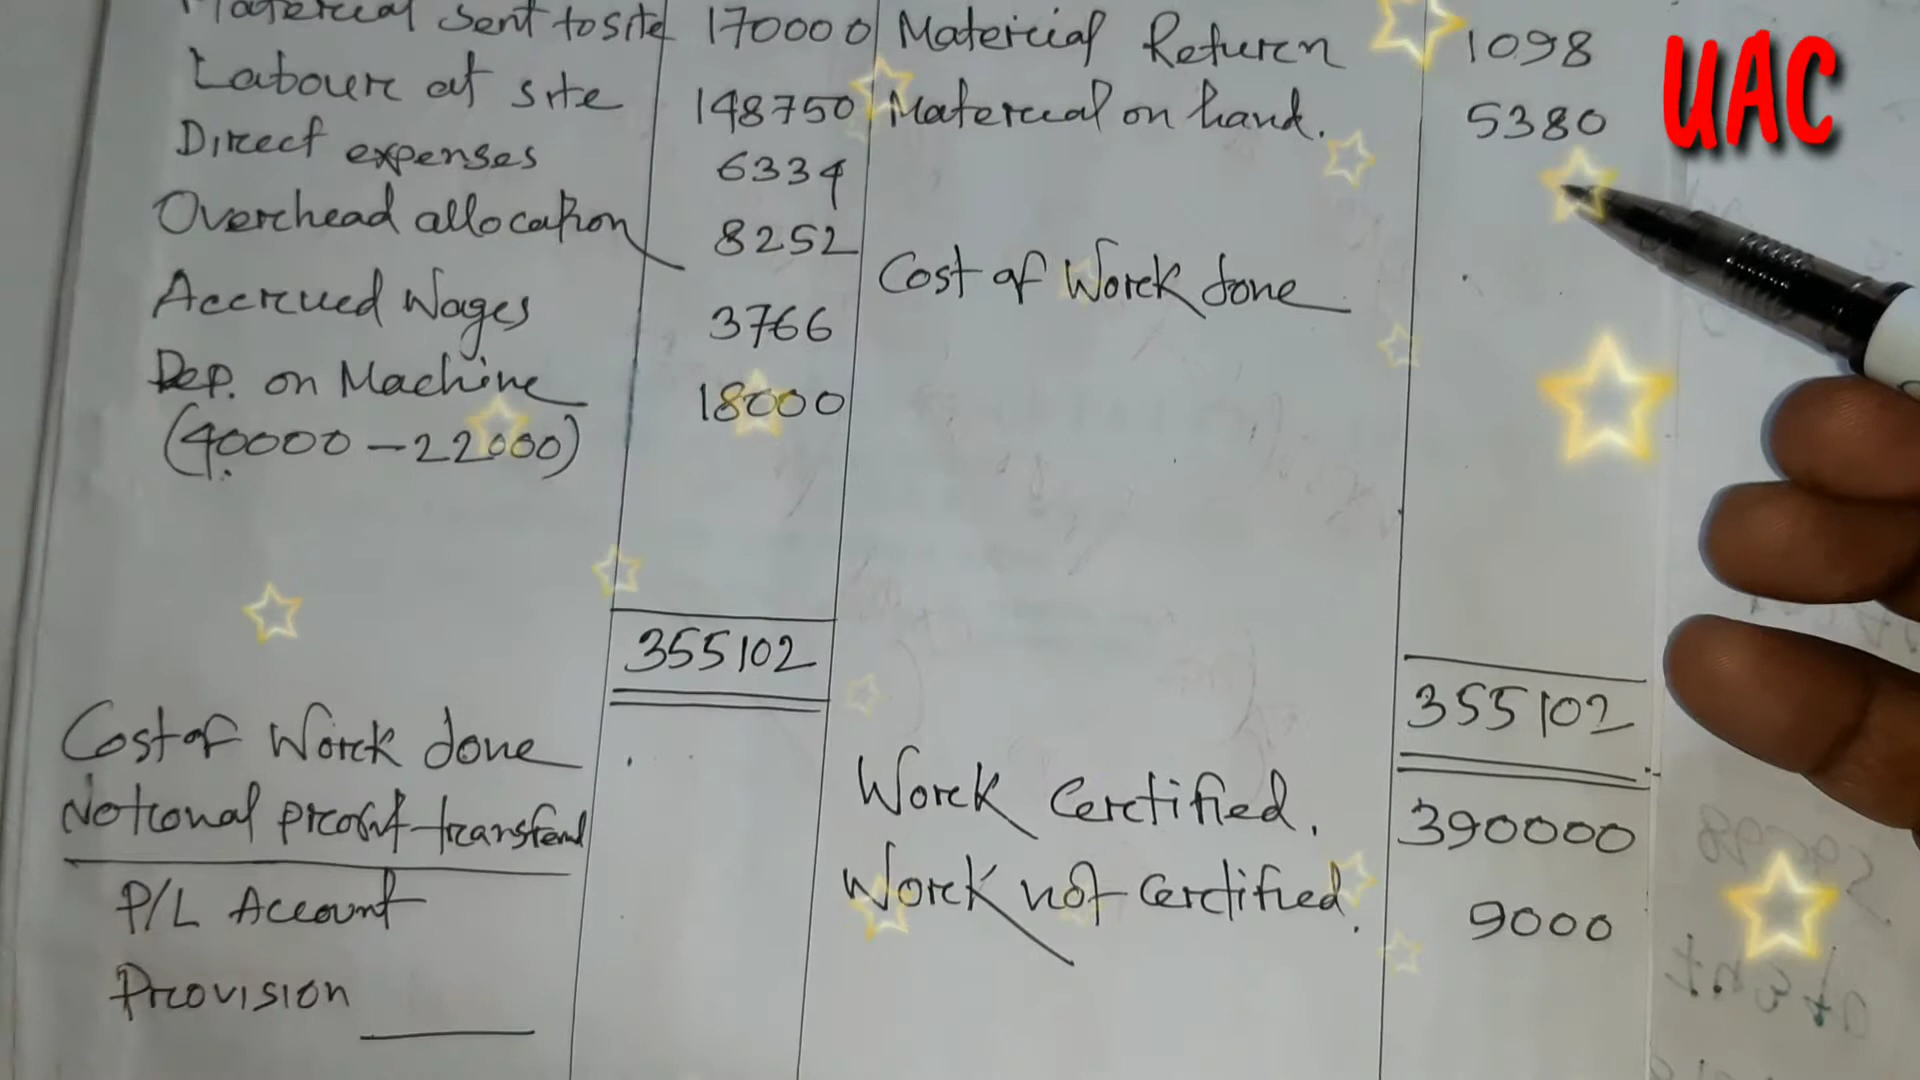 Material sent to site 170000 Material Return 1098
Labour at site 148750 Material on hand. 5380
Direct expenses 6334
Overhead allocation 8252
Cost of Work done
Accrued Wages 3766
Dep. on Machine 18000
(40000-22000)
355102 355102
Cost of Work done Work Certified. 390000
Notional profit transferred
P/L Account Work not certified. 9000
Provision
UAC